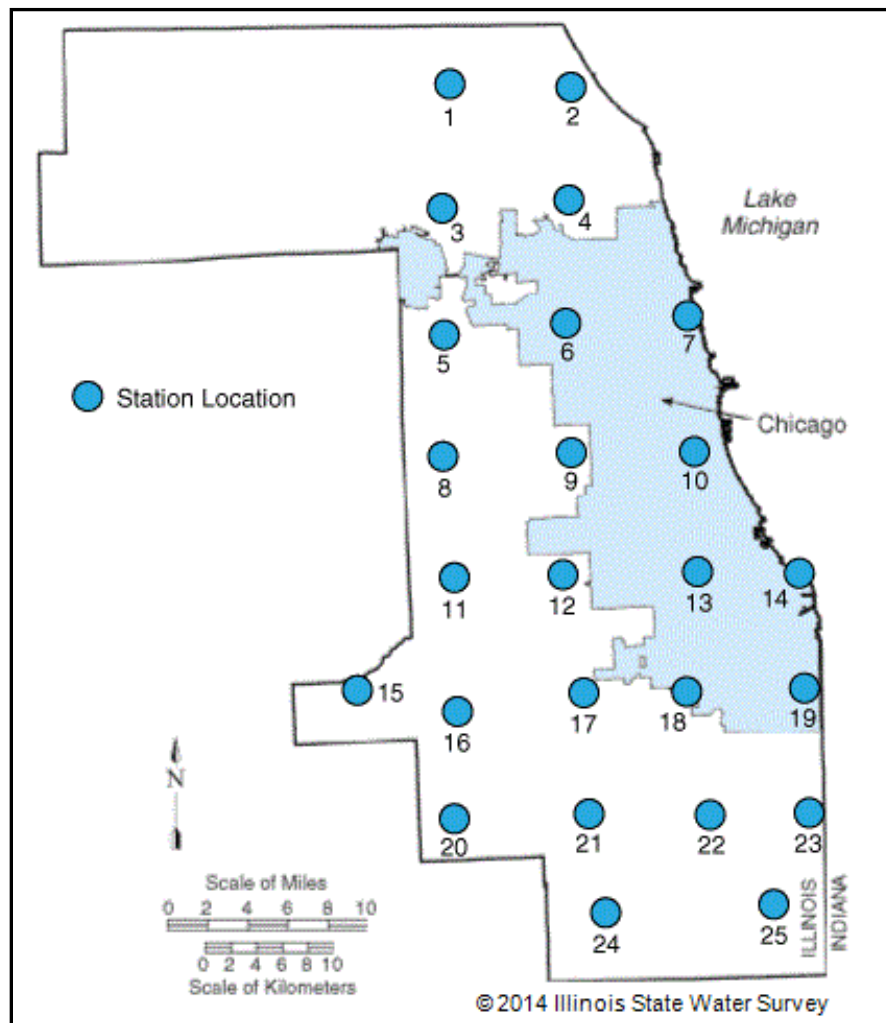 1
2
Lake
Michigan
3
4
5
6
7
Station Location
Chicago
8
9
10
11
12
13
14
15
16
17
18
19
N
20
21
22
23
Scale of Miles
0 2 4 6 8 10
0 2 4 6 8 10
Scale of Kilometers
24
25
ILLINOIS
INDIANA
© 2014 Illinois State Water Survey